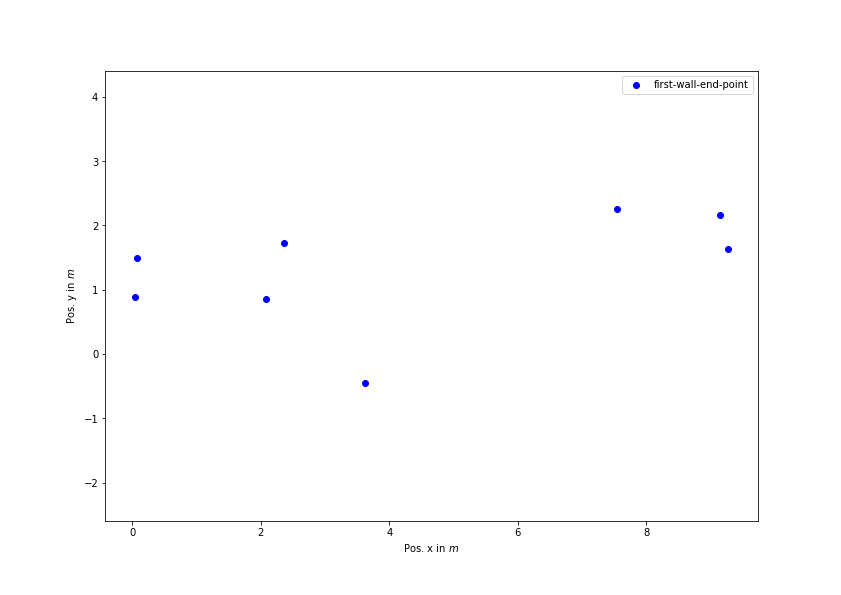 first-wall-end-point
4
3
2
1
0
−1
−2
Pos. y in m
0 2 4 6 8
Pos. x in m